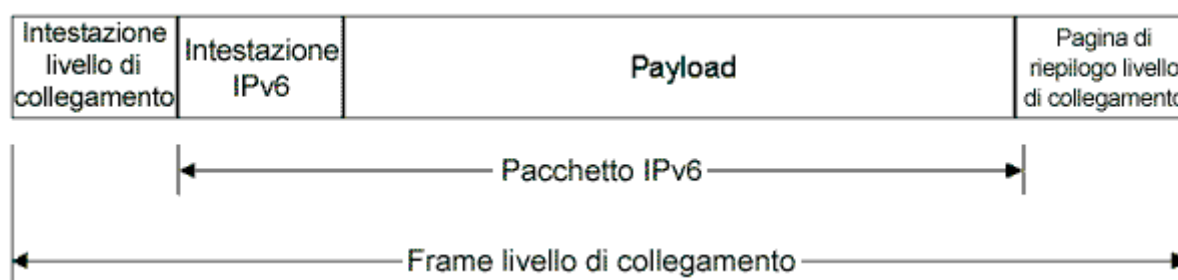 Intestazione
livello di
collegamento
Intestazione
IPv6
Payload
Pagina di
riepilogo livello
di collegamento
Pacchetto IPv6
Frame livello di collegamento